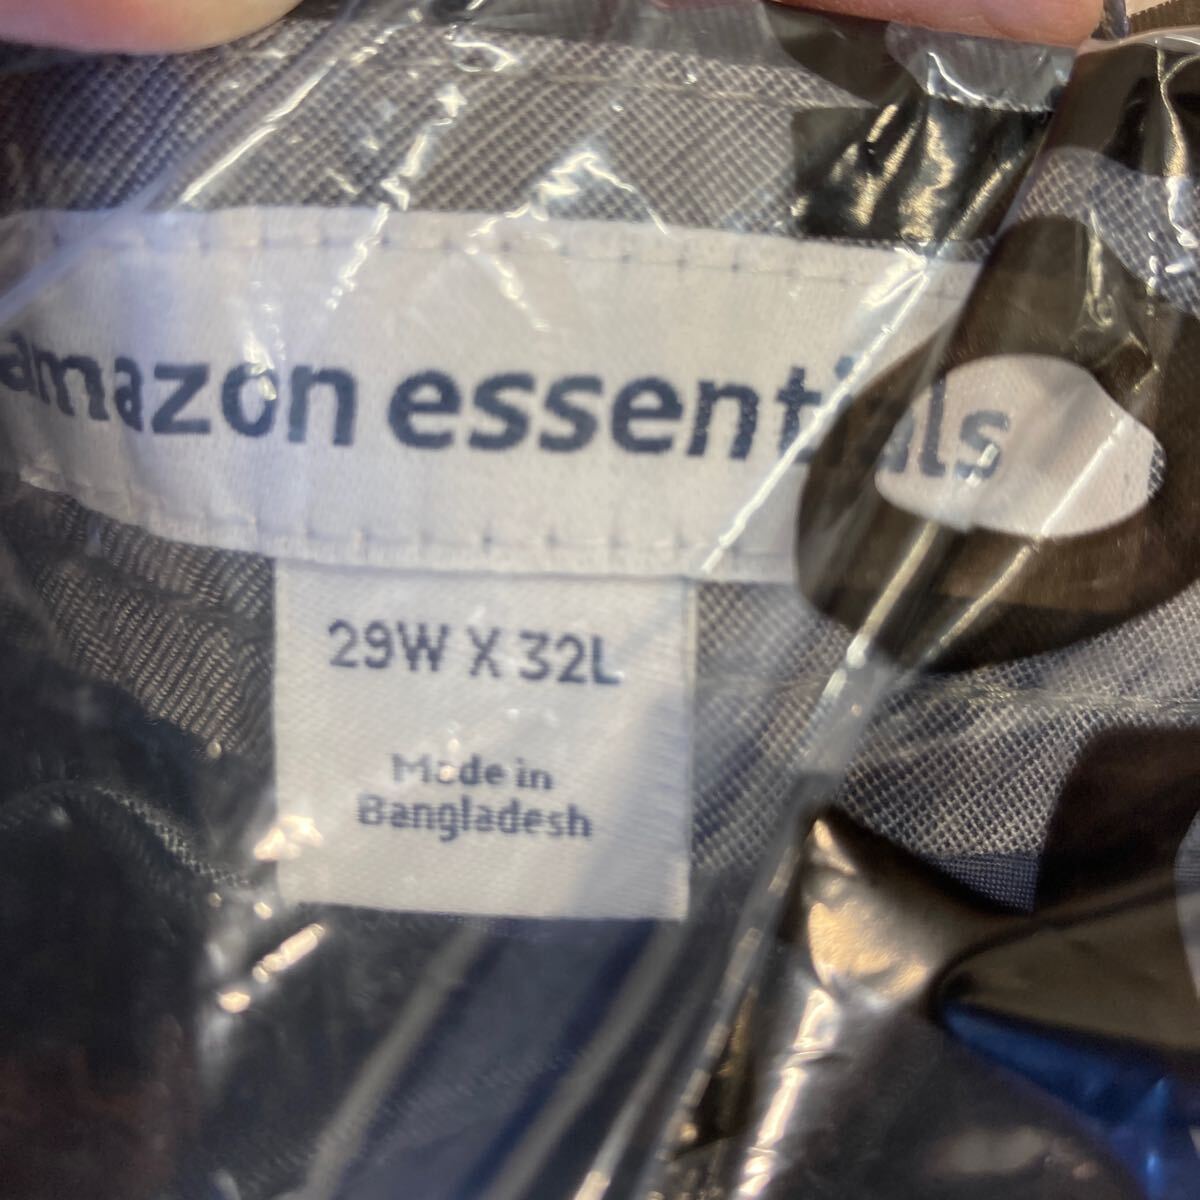 amazon essentials
29W X 32L
Made in
Bangladesh